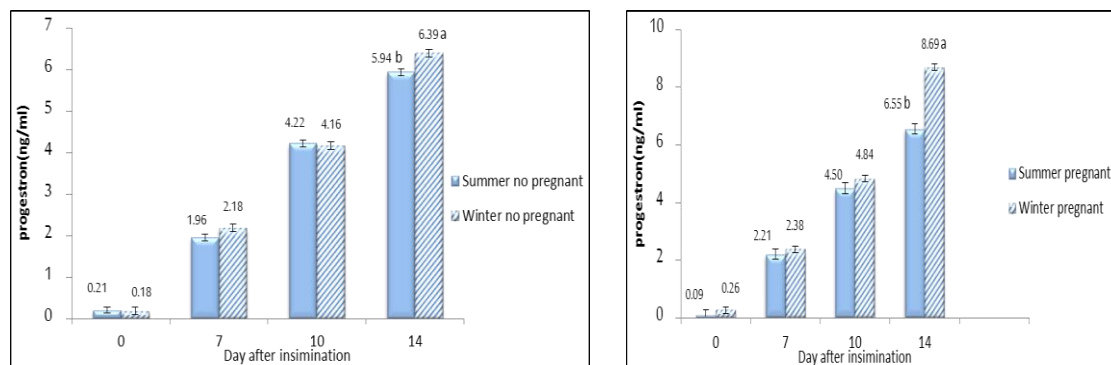 7
6
5
4
3
2
1
0
progestron(ng/ml)
0.21
0.18
1.96
2.18
4.22
4.16
5.94 b
6.39 a
0 7 10 14
Day after insimination
Summer no pregnant
Winter no pregnant
10
8
6
4
2
0
progestron(ng/ml)
0.09
0.26
2.21
2.38
4.50
4.84
6.55 b
8.69 a
0 7 10 14
Day after insimination
Summer pregnant
Winter pregnant